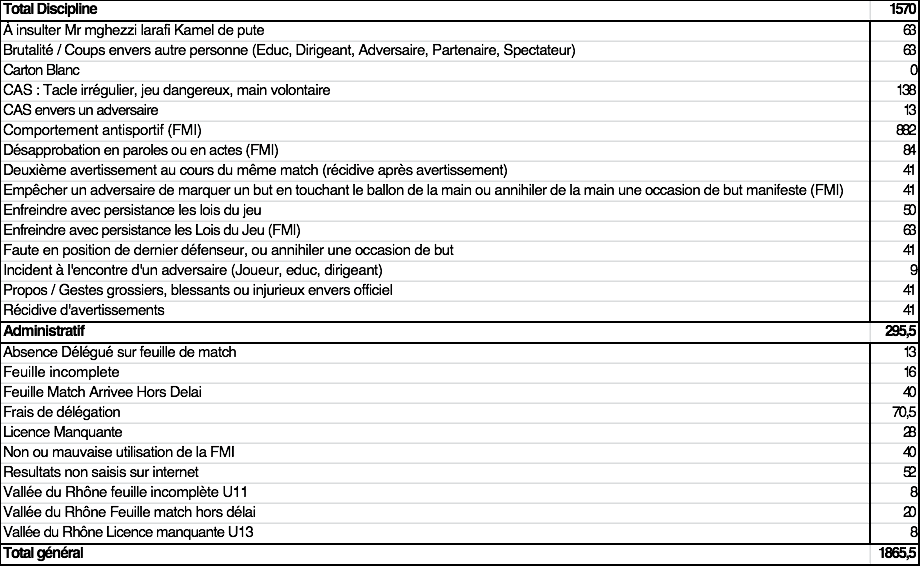 Total Discipline 1570
À insulter Mr mghezzi larafi Kamel de pute 63
Brutalité / Coups envers autre personne (Educ, Dirigeant, Adversaire, Partenaire, Spectateur) 63
Carton Blanc 0
CAS : Tacle irrégulier, jeu dangereux, main volontaire 138
CAS envers un adversaire 13
Comportement antisportif (FMI) 882
Désapprobation en paroles ou en actes (FMI) 84
Deuxième avertissement au cours du même match (récidive après avertissement) 41
Empêcher un adversaire de marquer un but en touchant le ballon de la main ou annihiler de la main une occasion de but manifeste (FMI) 41
Enfreindre avec persistance les lois du jeu 50
Enfreindre avec persistance les Lois du Jeu (FMI) 63
Faute en position de dernier défenseur, ou annihiler une occasion de but 41
Incident à l'encontre d'un adversaire (Joueur, educ, dirigeant) 9
Propos / Gestes grossiers, blessants ou injurieux envers officiel 41
Récidive d'avertissements 41
Administratif 295,5
Absence Délégué sur feuille de match 13
Feuille incomplete 16
Feuille Match Arrivee Hors Delai 40
Frais de délégation 70,5
Licence Manquante 28
Non ou mauvaise utilisation de la FMI 40
Resultats non saisis sur internet 52
Vallée du Rhône feuille incomplète U11 8
Vallée du Rhône Feuille match hors délai 20
Vallée du Rhône Licence manquante U13 8
Total général 1865,5